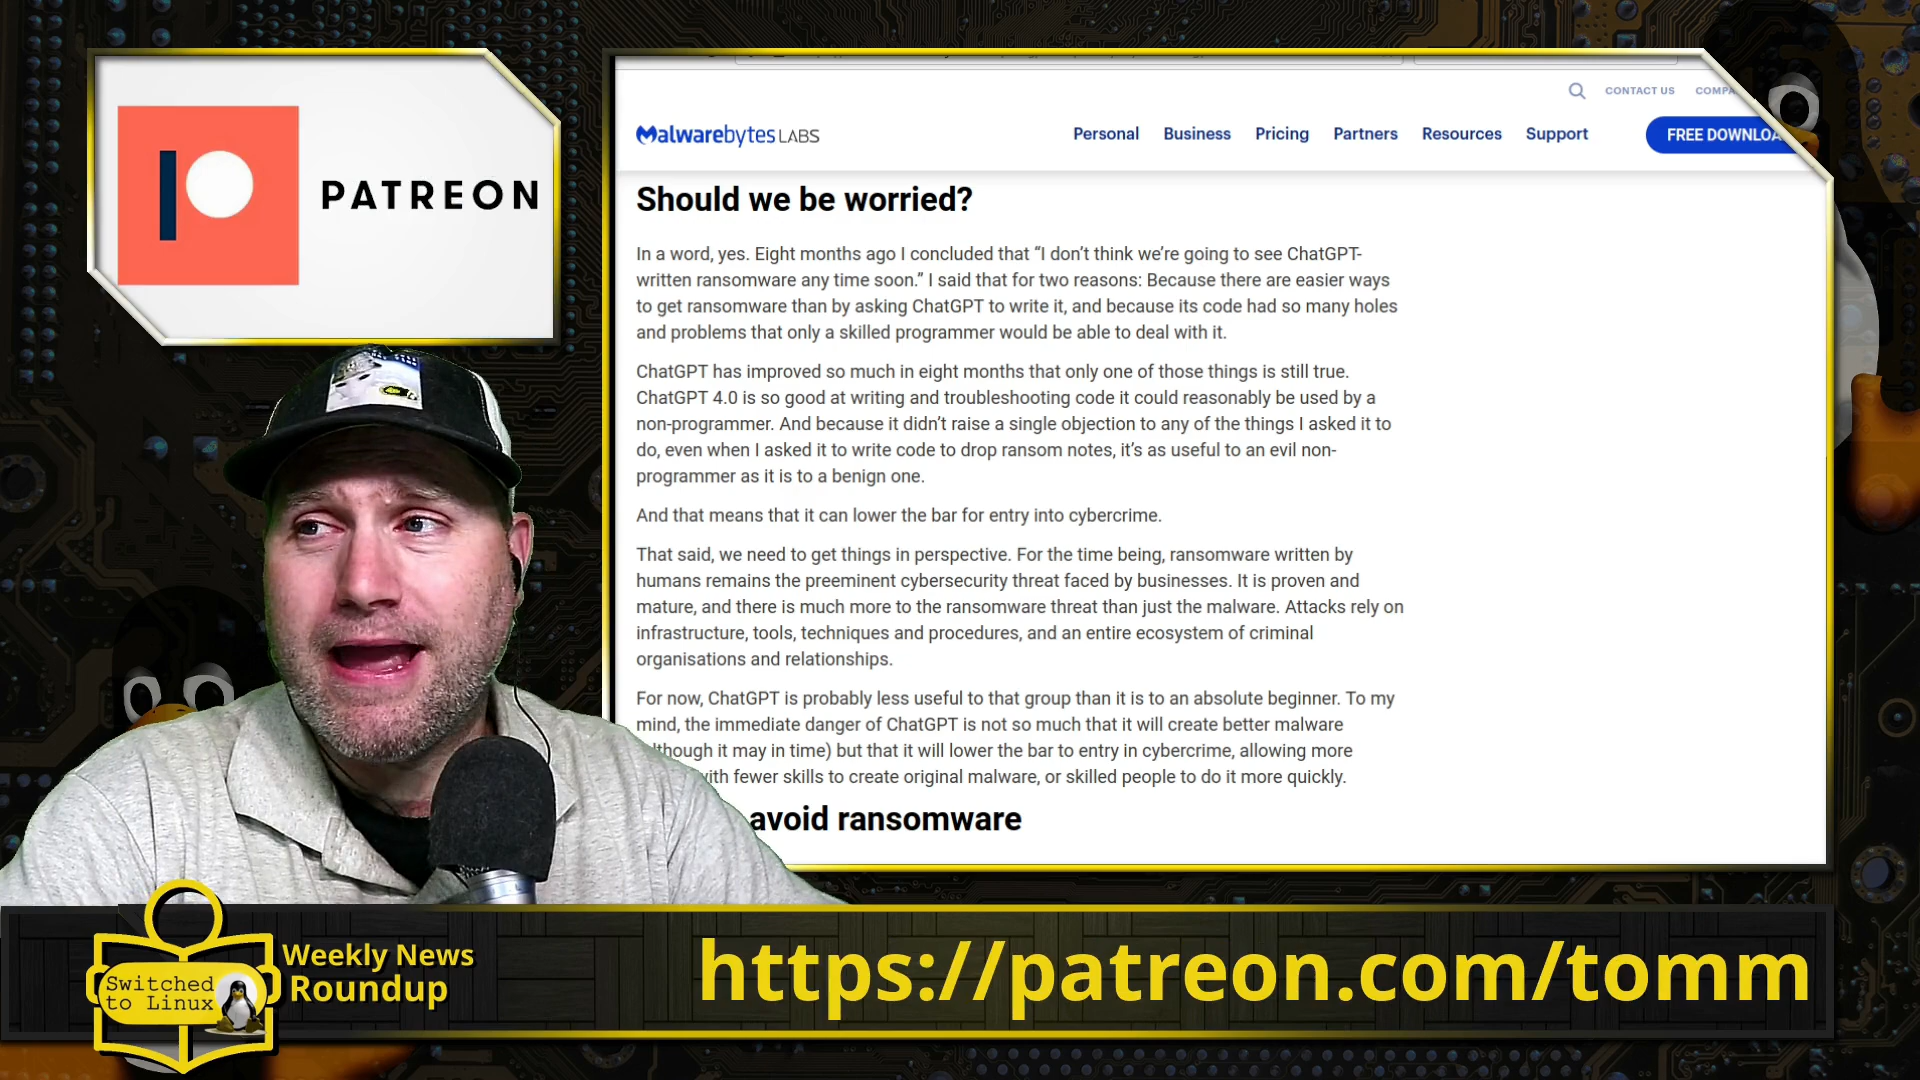 PATREON
CONTACT US
Malwarebytes LABS
Personal Business Pricing Partners Resources Support
FREE
Should we be worried?
In a word, yes. Eight months ago I concluded that “I don’t think we’re going to see ChatGPT-
written ransomware any time soon.” I said that for two reasons: Because there are easier ways
to get ransomware than by asking ChatGPT to write it, and because its code had so many holes
and problems that only a skilled programmer would be able to deal with it.
ChatGPT has improved so much in eight months that only one of those things is still true.
ChatGPT 4.0 is so good at writing and troubleshooting code it could reasonably be used by a
non-programmer. And because it didn’t raise a single objection to any of the things I asked it to
do, even when I asked it to write code to drop ransom notes, it’s as useful to an evil non-
programmer as it is to a benign one.
And that means that it can lower the bar for entry into cybercrime.
That said, we need to get things in perspective. For the time being, ransomware written by
humans remains the preeminent cybersecurity threat faced by businesses. It is proven and
mature, and there is much more to the ransomware threat than just the malware. Attacks rely on
infrastructure, tools, techniques and procedures, and an entire ecosystem of criminal
organisations and relationships.
For now, ChatGPT is probably less useful to that group than it is to an absolute beginner. To my
mind, the immediate danger of ChatGPT is not so much that it will create better malware
it may in time) but that it will lower the bar to entry in cybercrime, allowing more
fewer skills to create original malware, or skilled people to do it more quickly.
avoid ransomware
Switched
to Linux
Weekly News
Roundup
https://patreon.com/tomm